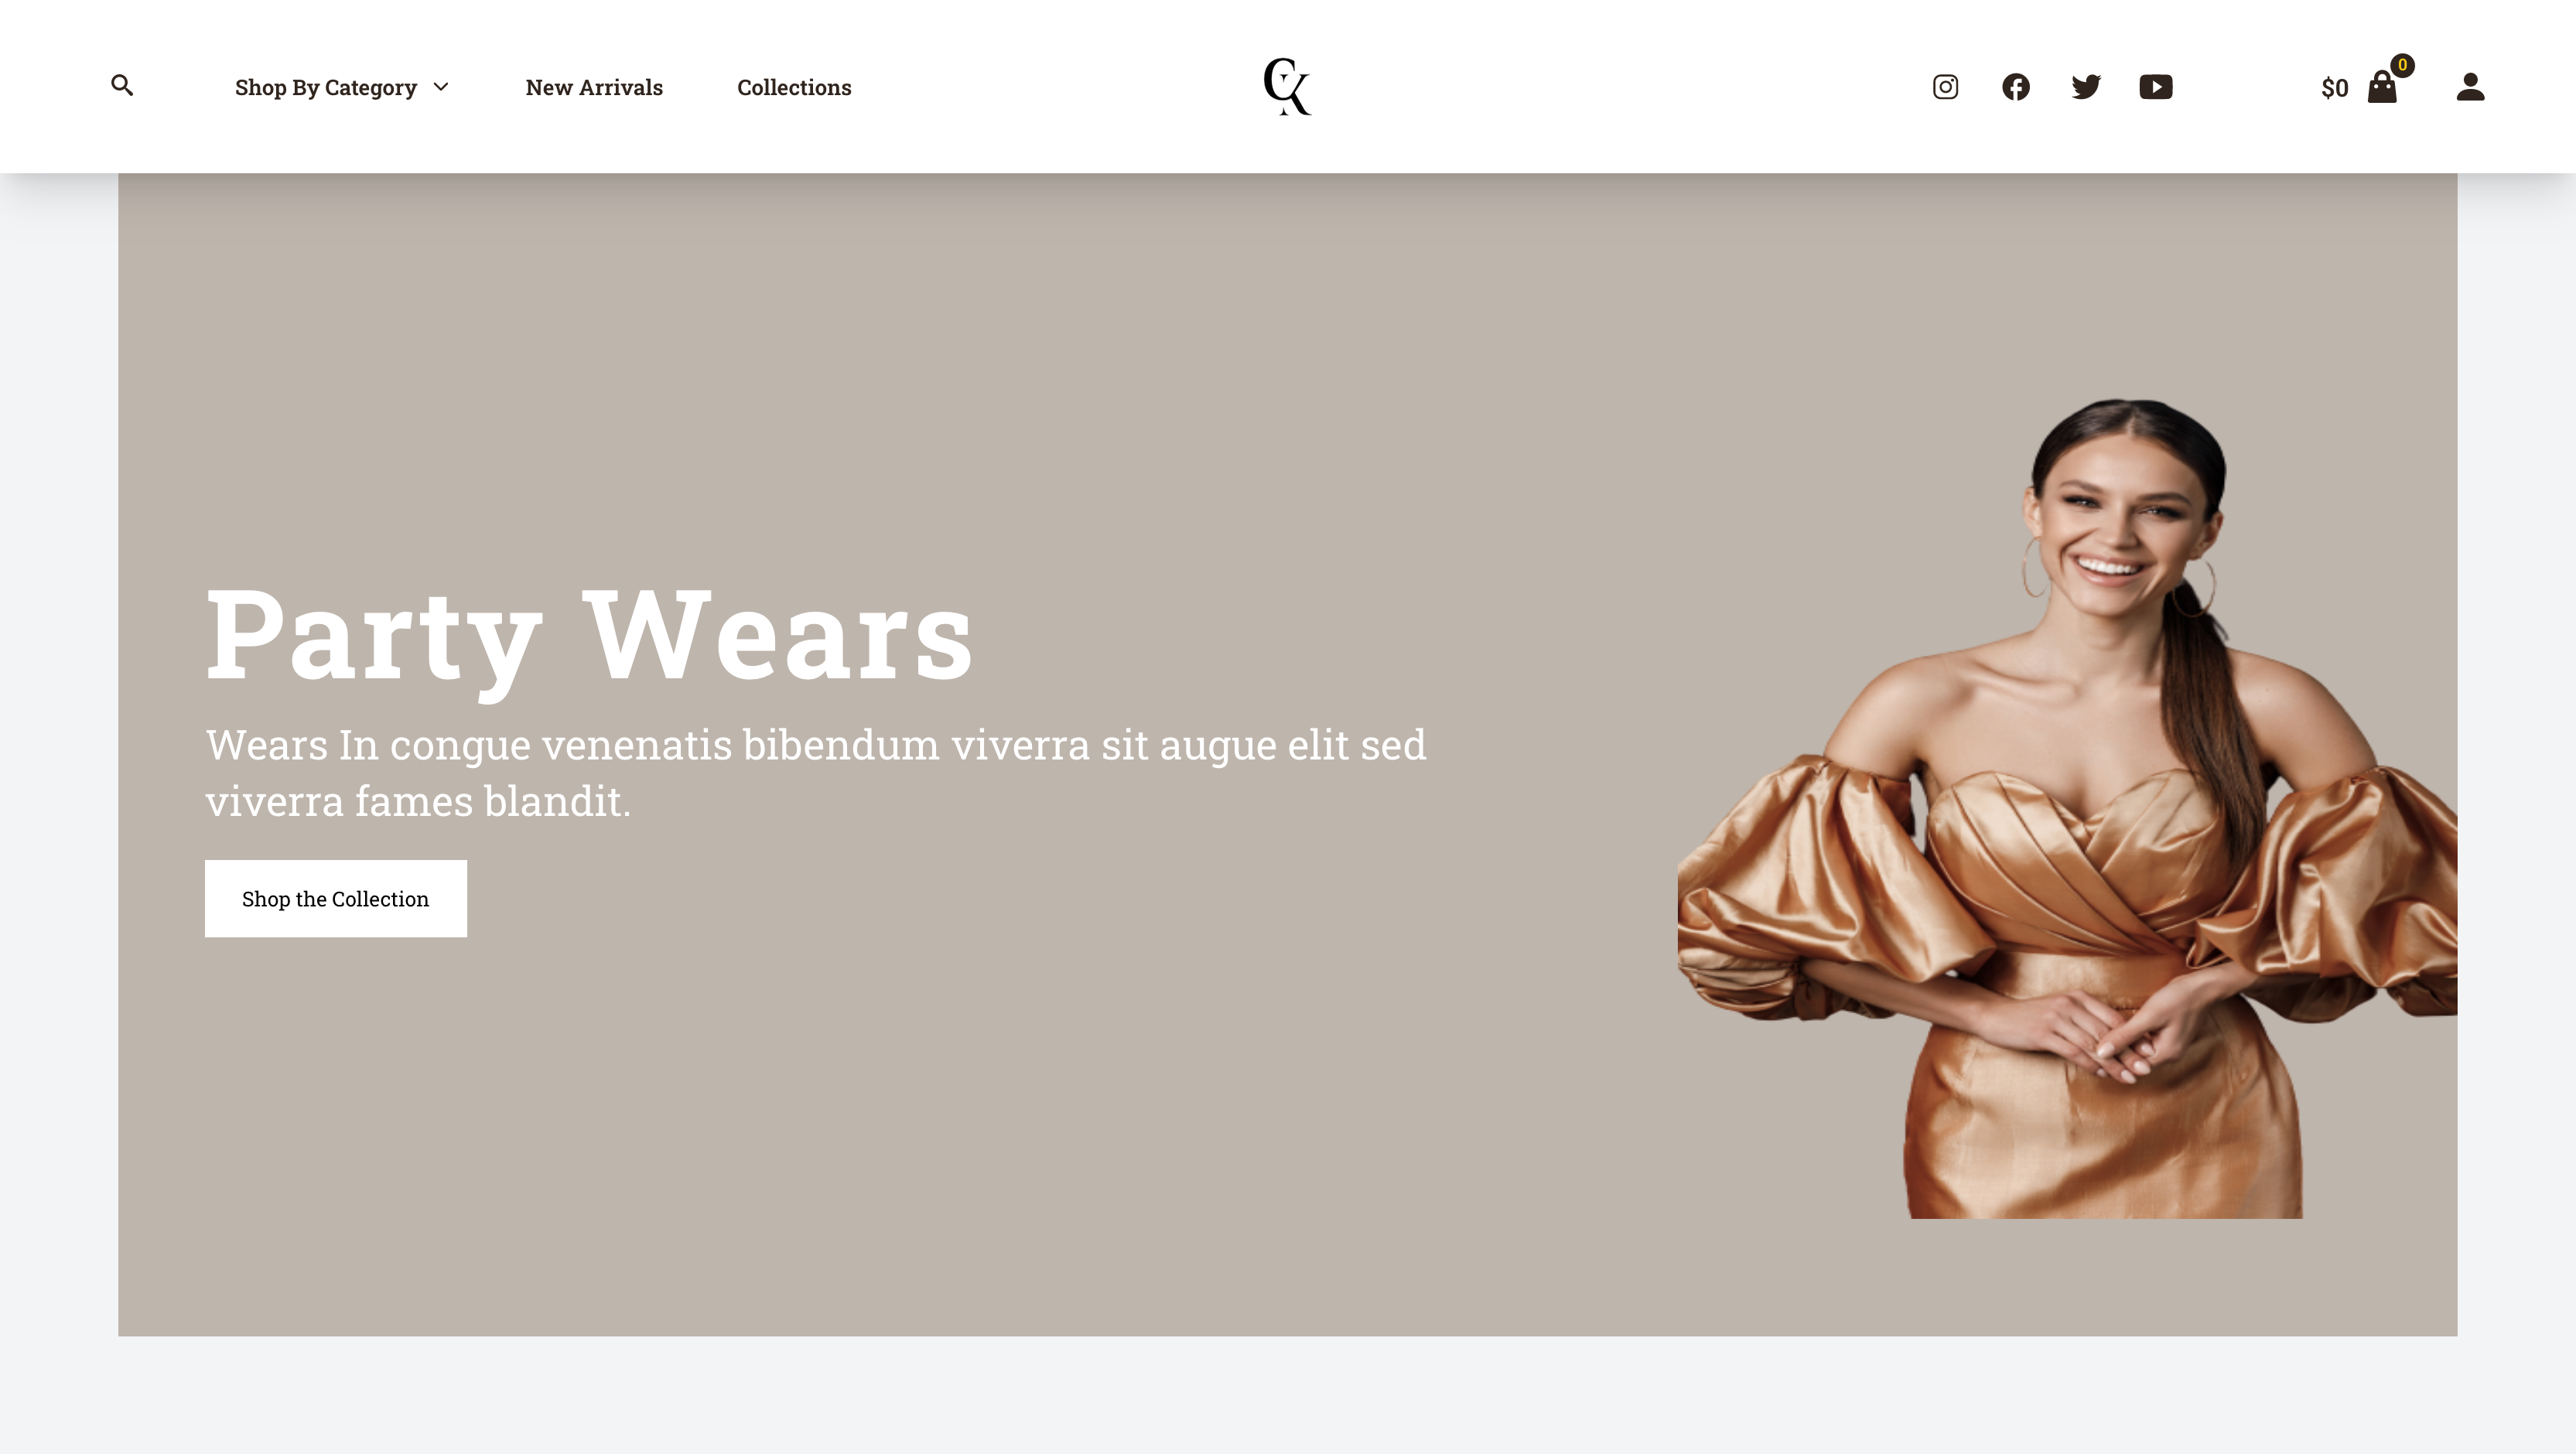 Shop By Category
New Arrivals
Collections
CK
$0
0
Party Wears
Wears In congue venenatis bibendum viverra sit augue elit sed
viverra fames blandit.
Shop the Collection